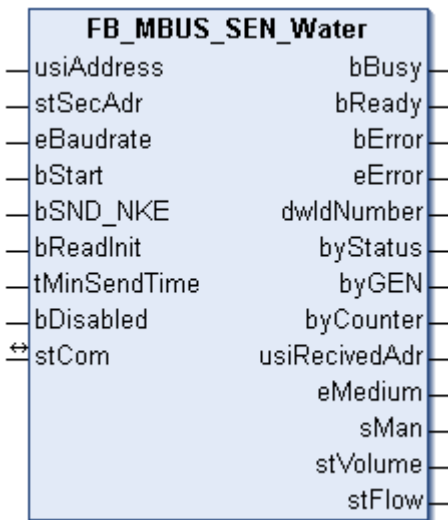 FB_MBUS_SEN_Water
usiAddress bBusy
stSecAdr bReady
eBaudrate bError
bStart eError
bSND_NKE dwIdNumber
bReadInit byStatus
tMinSendTime byGEN
bDisabled byCounter
stCom usiRecivedAdr
eMedium
sMan
stVolume
stFlow